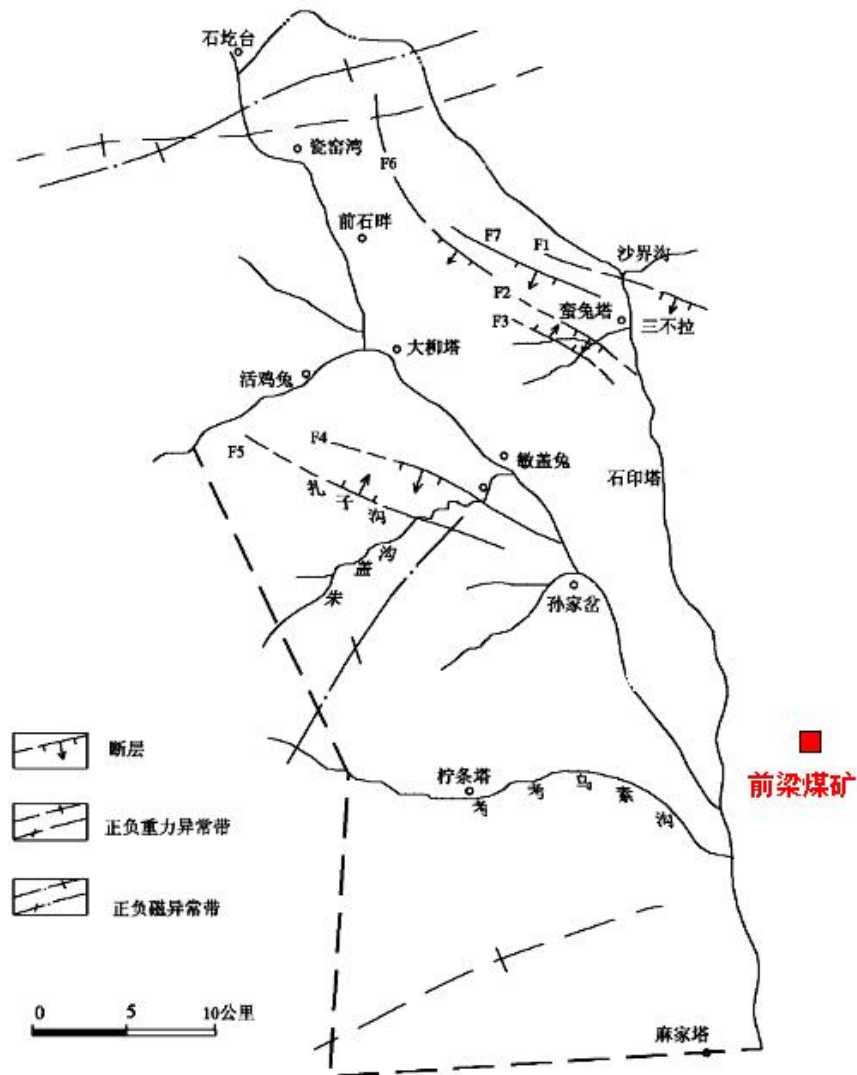 石圪台
瓷窑湾
F6
前石畔
F7
F1
沙界沟
F2
蛮兔塔
F3
三不拉
大柳塔
活鸡兔
F5
F4
敏盖兔
石印塔
乳子沟
朱盖沟
孙家岔
断层
前梁煤矿
柠条塔
考考乌素沟
正负重力异常带
正负磁异常带
0 5 10公里
麻家塔